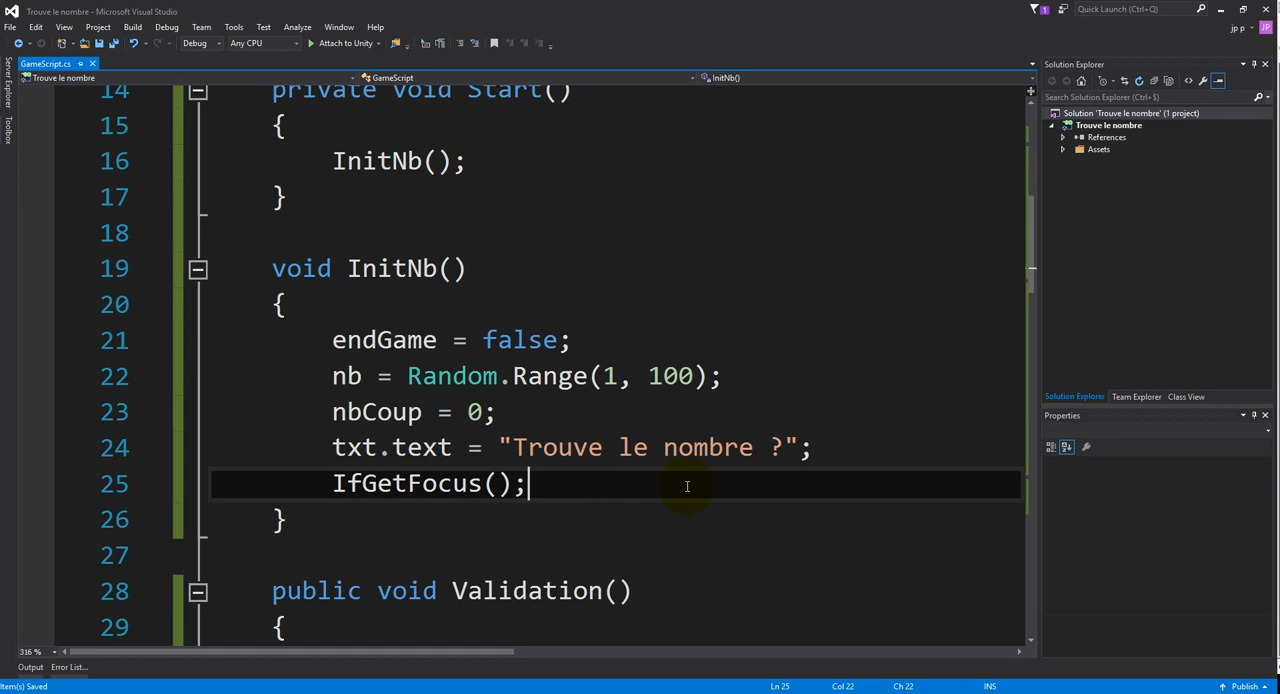 Trouve le nombre - Microsoft Visual Studio
1
Quick Launch (Ctrl+Q)
File Edit View Project Build Debug Team Tools Test Analyze Window Help
jp p
JP
Debug
Any CPU
Attach to Unity
Server Explorer
Toolbox
GameScript.cs
Trouve le nombre
GameScript
InitNb()
14 private void Start()
15 {
16 InitNb();
17 }
18
19 void InitNb()
20 {
21 endGame = false;
22 nb = Random.Range(1, 100);
23 nbCoup = 0;
24 txt.text = "Trouve le nombre ?";
25 IfGetFocus();
26 }
27
28 public void Validation()
29 {
316 %
Output Error List...
Item(s) Saved
Ln 25 Col 22 Ch 22 INS
Publish
Solution Explorer
Search Solution Explorer (Ctrl+$)
Solution 'Trouve le nombre' (1 project)
Trouve le nombre
References
Assets
Solution Explorer Team Explorer Class View
Properties